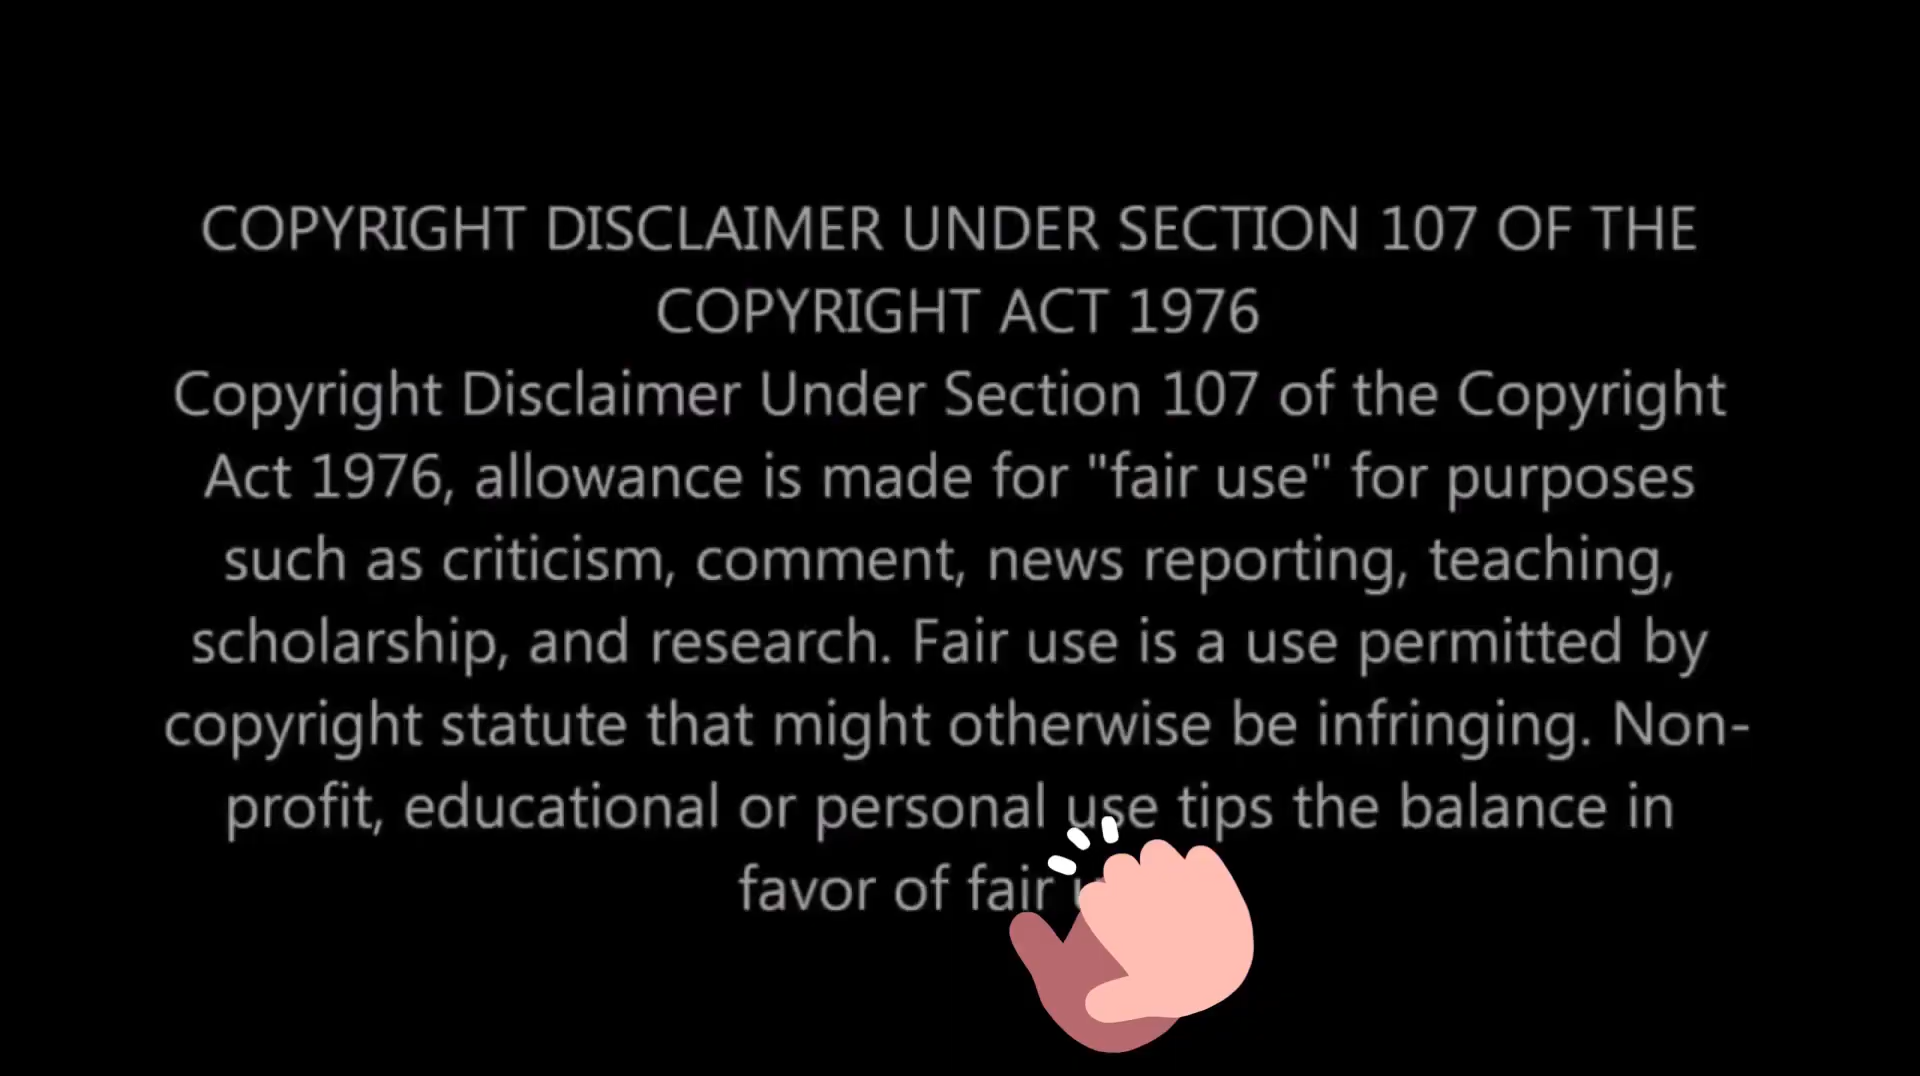 COPYRIGHT DISCLAIMER UNDER SECTION 107 OF THE
COPYRIGHT ACT 1976
Copyright Disclaimer Under Section 107 of the Copyright
Act 1976, allowance is made for "fair use" for purposes
such as criticism, comment, news reporting, teaching,
scholarship, and research. Fair use is a use permitted by
copyright statute that might otherwise be infringing. Non-
profit, educational or personal use tips the balance in
favor of fair